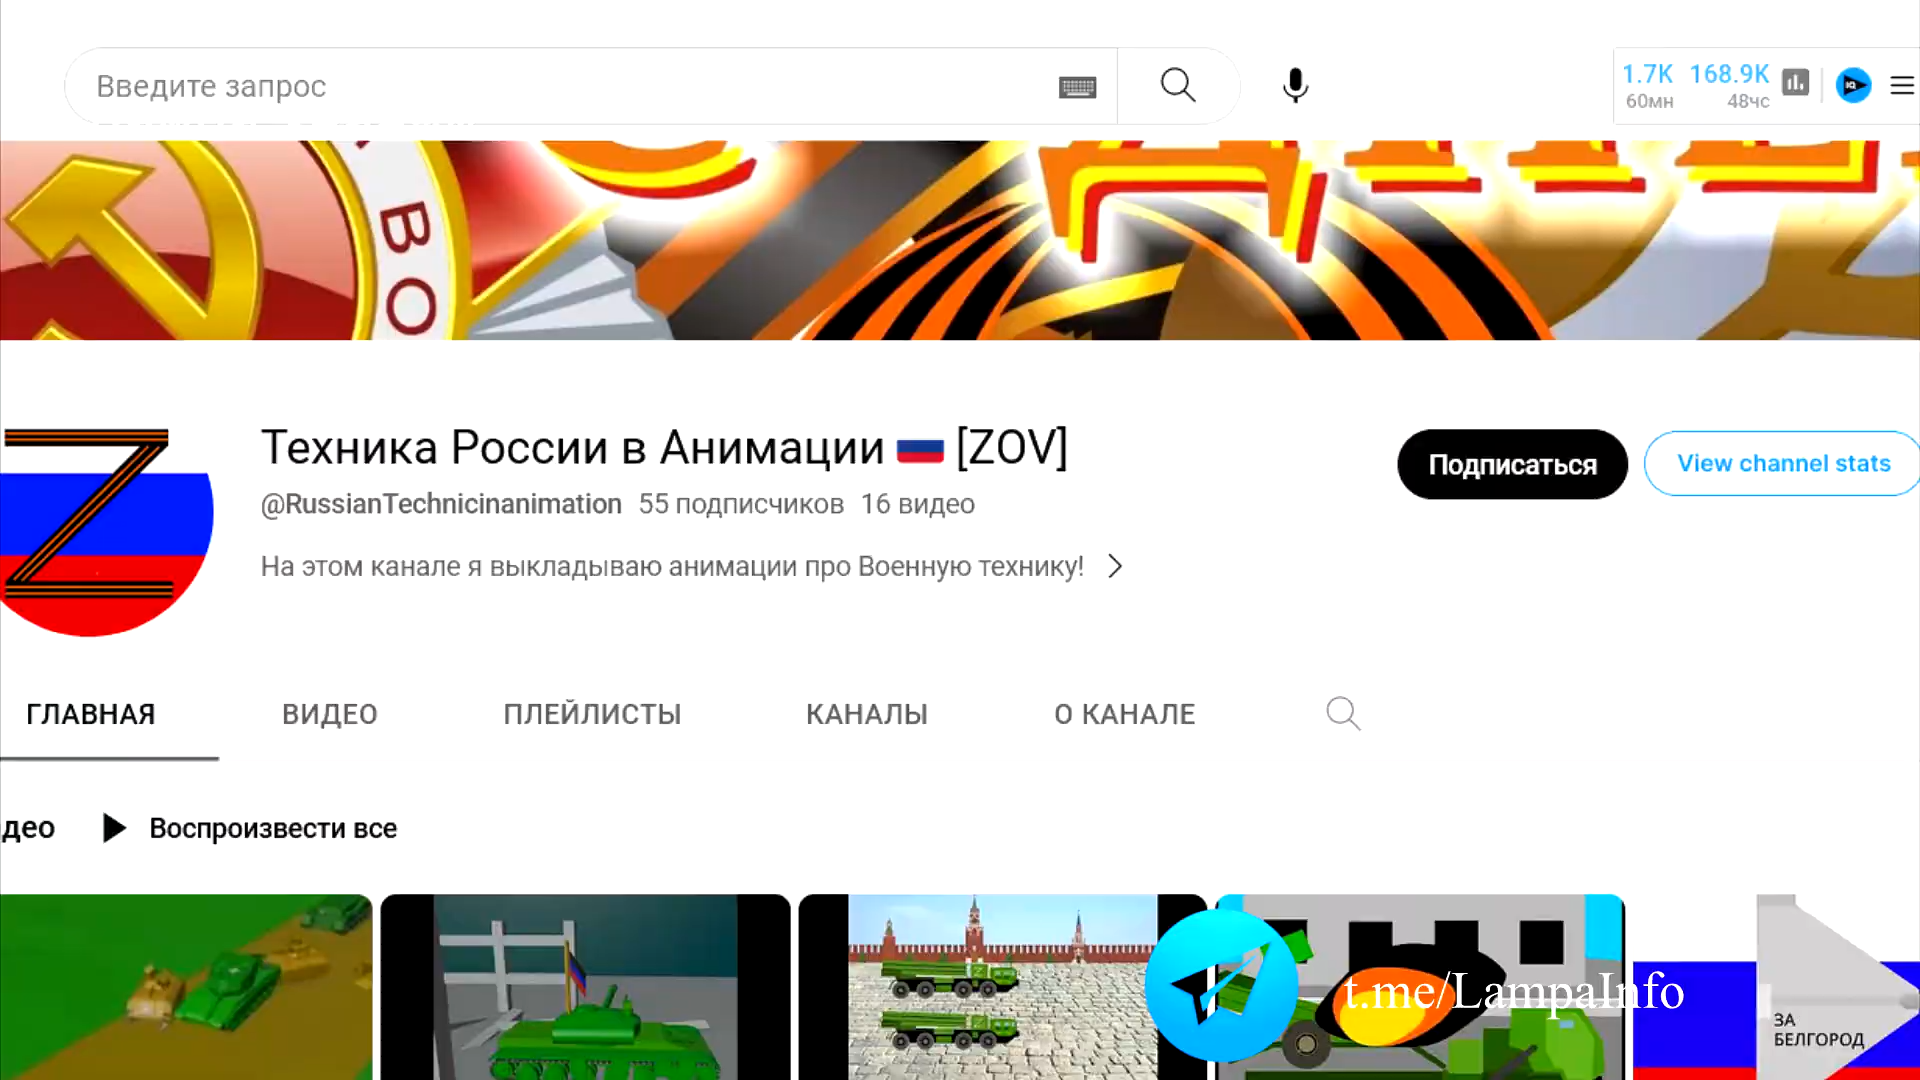 Введите запрос
1.7K 168.9K
60мн 48чс
ВО
Техника России в Анимации [ZOV]
@RussianTechnicinanimation 55 подписчиков 16 видео
На этом канале я выкладываю анимации про Военную технику!
Подписаться
View channel stats
ГЛАВНАЯ ВИДЕО ПЛЕЙЛИСТЫ КАНАЛЫ О КАНАЛЕ
део Воспроизвести все
t.me/LampaInfo
ЗА
БЕЛГОРОД